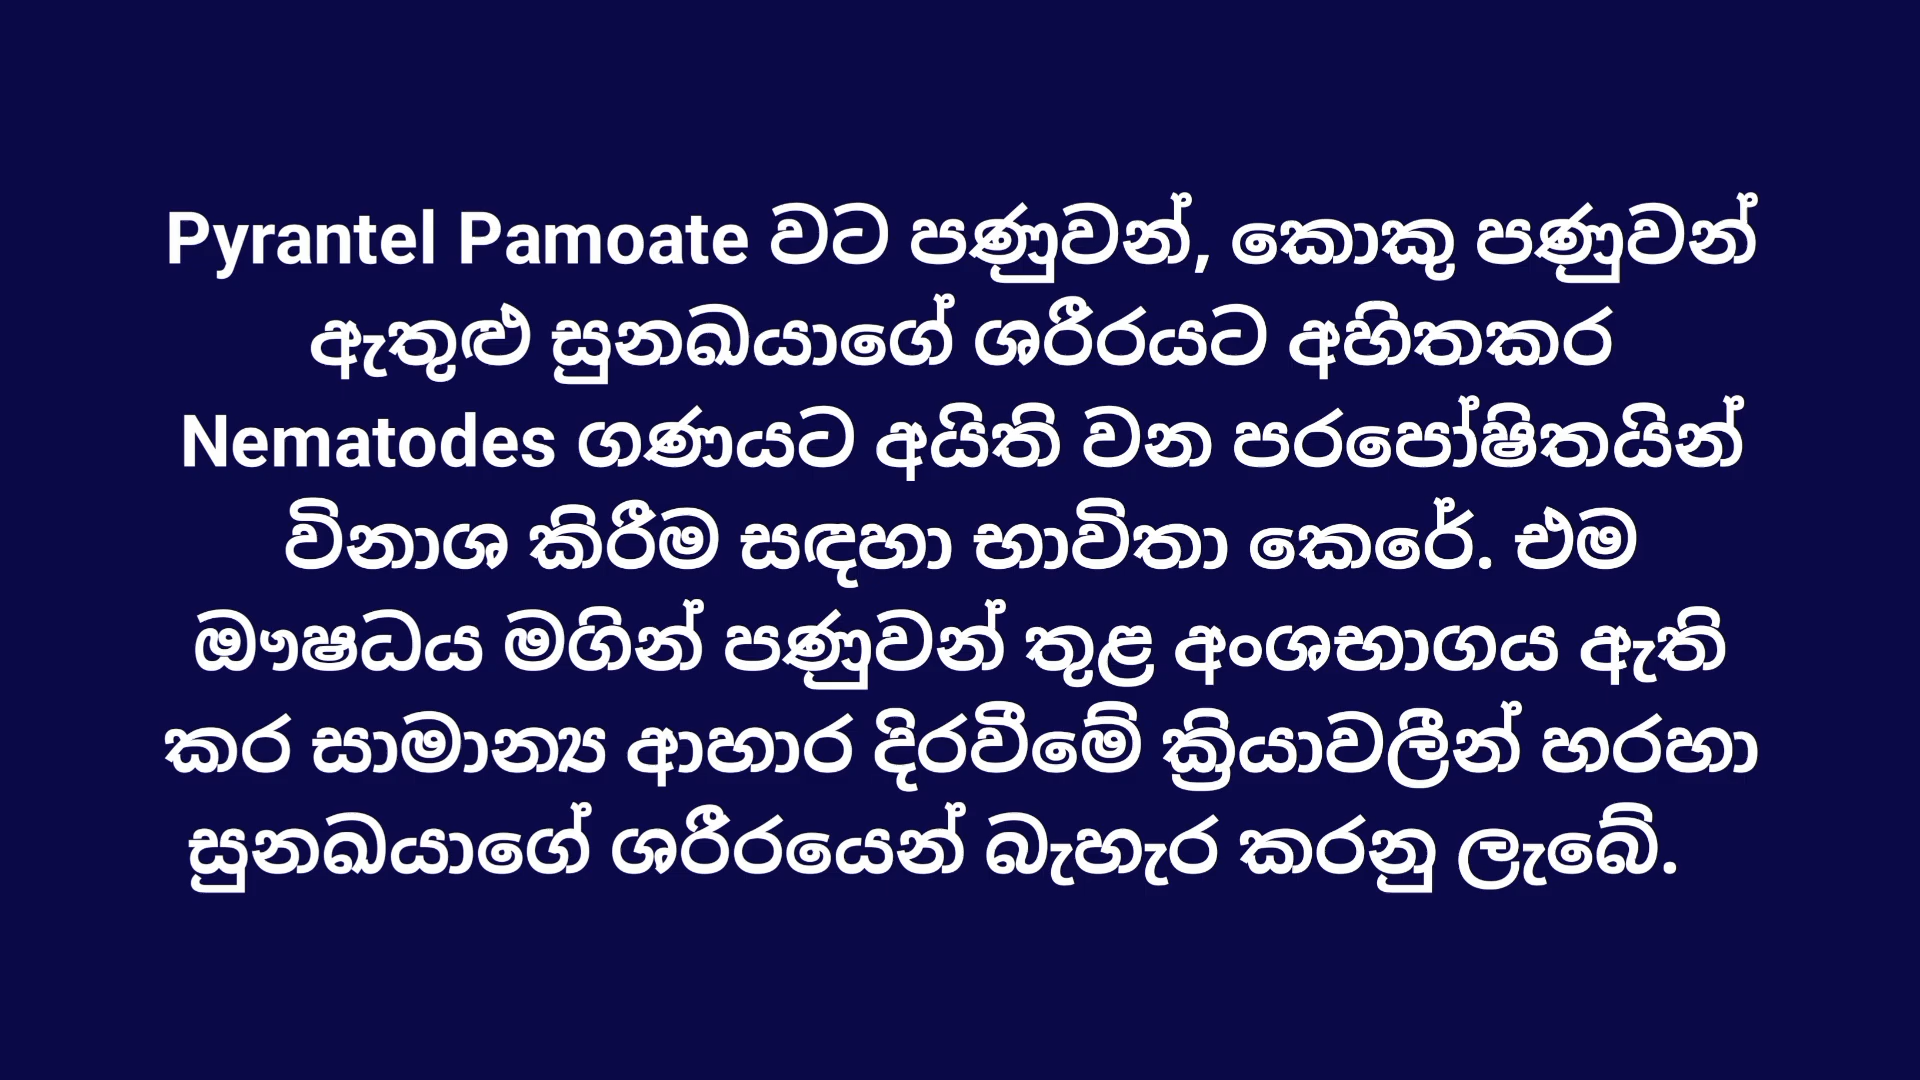 Pyrantel Pamoate වට පණුවන්, කොකු පණුවන්
ඇතුළු සුනඛයාගේ ශරීරයට අහිතකර
Nematodes ගණයට අයිති වන පරපෝෂිතයින්
විනාශ කිරීම සඳහා භාවිතා කෙරේ. එම
ඖෂධය මගින් පණුවන් තුළ අංශභාගය ඇති
කර සාමාන්‍ය ආහාර දිරවීමේ ක්‍රියාවලීන් හරහා
සුනඛයාගේ ශරීරයෙන් බැහැර කරනු ලැබේ.